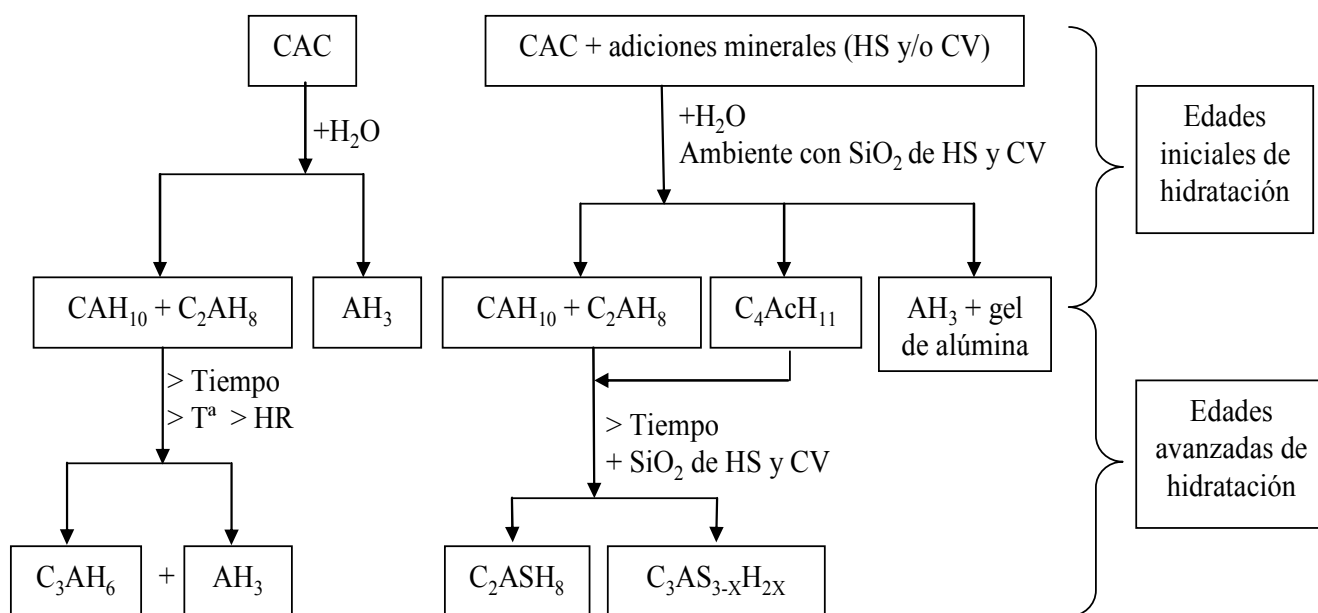 CAC
CAC + adiciones minerales (HS y/o CV)
+H₂O
+H₂O
Ambiente con SiO₂ de HS y CV
Edades
iniciales de
hidratación
CAH₁₀ + C₂AH₈
AH₃
CAH₁₀ + C₂AH₈
C₄AcH₁₁
AH₃ + gel
de alúmina
> Tiempo
> Tª > HR
> Tiempo
+ SiO₂ de HS y CV
Edades
avanzadas de
hidratación
C₃AH₆ + AH₃
C₂ASH₈
C₃AS₃₋ₓH₂ₓ